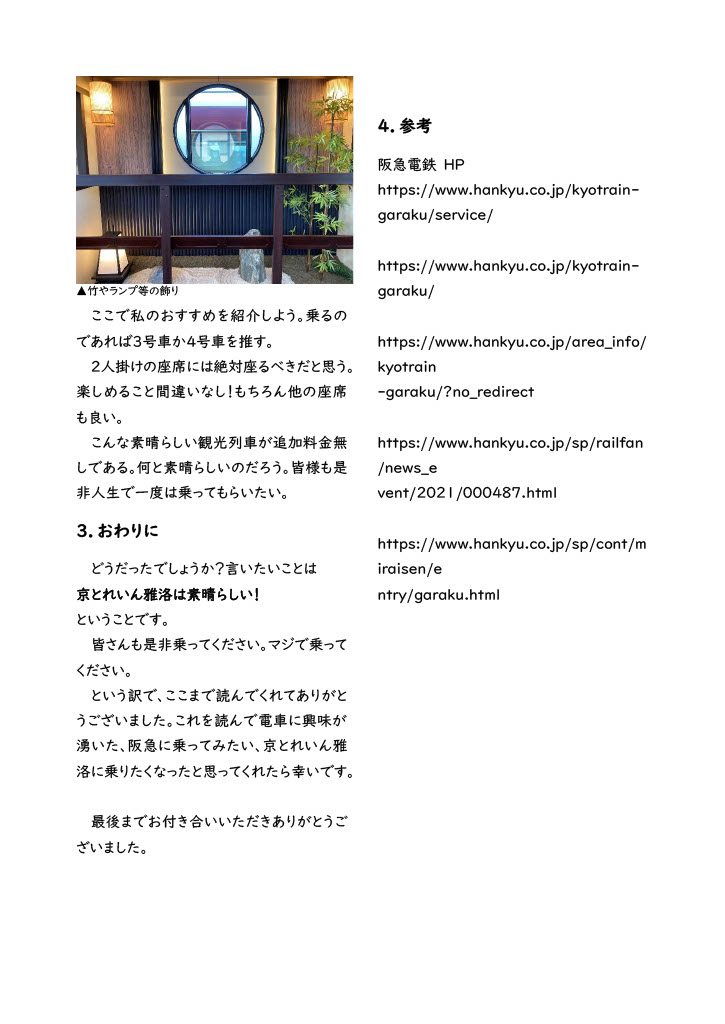 ▲竹やランプ等の飾り
ここで私のおすすめを紹介しよう。乗るの
であれば3号車か4号車を推す。
2人掛けの座席には絶対座るべきだと思う。
楽しめること間違いなし！もちろん他の座席
も良い。
こんな素晴らしい観光列車が追加料金無
しである。何と素晴らしいのだろう。皆様も是
非人生で一度は乗ってもらいたい。
3．おわりに
どうだったでしょうか？言いたいことは
京とれいん雅洛は素晴らしい！
ということです。
皆さんも是非乗ってください。マジで乗って
ください。
という訳で、ここまで読んでくれてありがと
うございました。これを読んで電車に興味が
湧いた、阪急に乗ってみたい、京とれいん雅
洛に乗りたくなったと思ってくれたら幸いです。
最後までお付き合いいただきありがとうご
ざいました。
4．参考
阪急電鉄 HP
https://www.hankyu.co.jp/kyotrain-
garaku/service/
https://www.hankyu.co.jp/kyotrain-
garaku/
https://www.hankyu.co.jp/area_info/
kyotrain
-garaku/?no_redirect
https://www.hankyu.co.jp/sp/railfan
/news_e
vent/2021/000487.html
https://www.hankyu.co.jp/sp/cont/m
iraisen/e
ntry/garaku.html